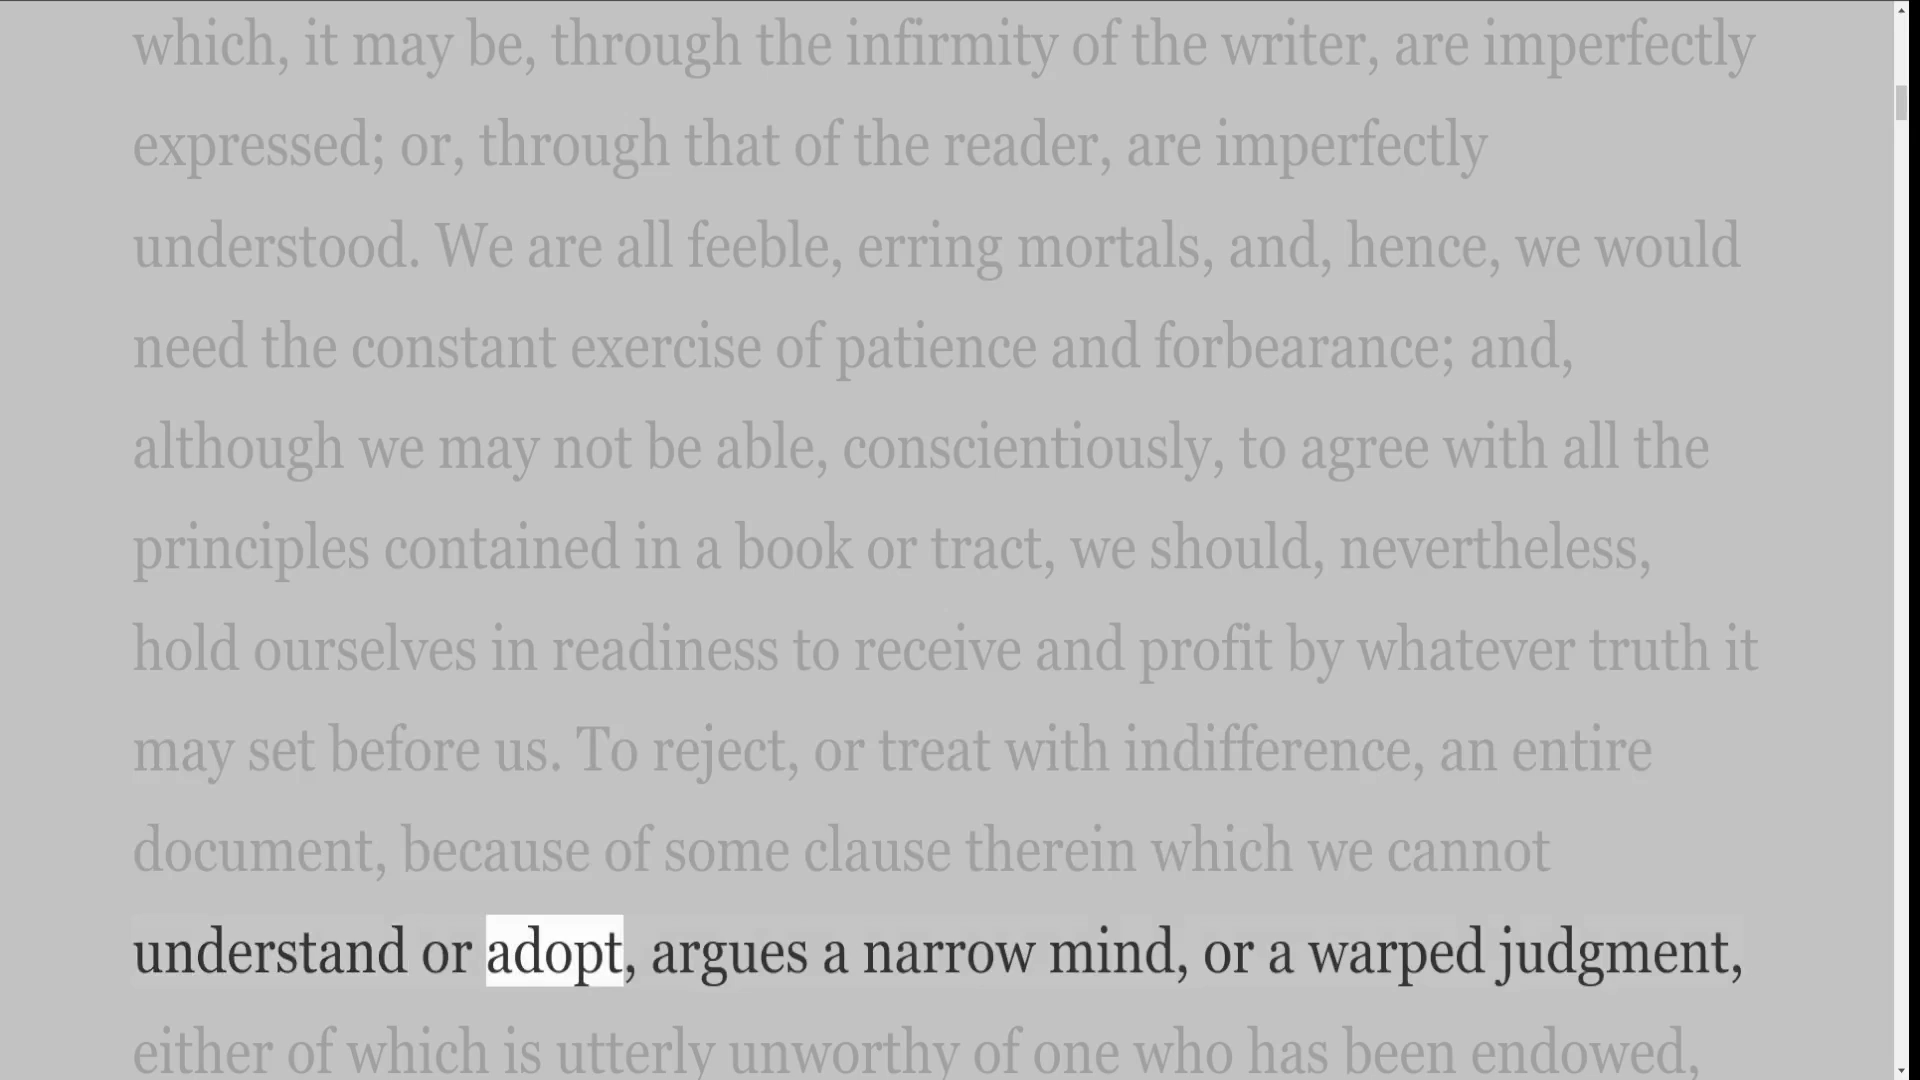 which, it may be, through the infirmity of the writer, are imperfectly
expressed; or, through that of the reader, are imperfectly
understood. We are all feeble, erring mortals, and, hence, we would
need the constant exercise of patience and forbearance; and,
although we may not be able, conscientiously, to agree with all the
principles contained in a book or tract, we should, nevertheless,
hold ourselves in readiness to receive and profit by whatever truth it
may set before us. To reject, or treat with indifference, an entire
document, because of some clause therein which we cannot
understand or adopt, argues a narrow mind, or a warped judgment,
either of which is utterly unworthy of one who has been endowed,